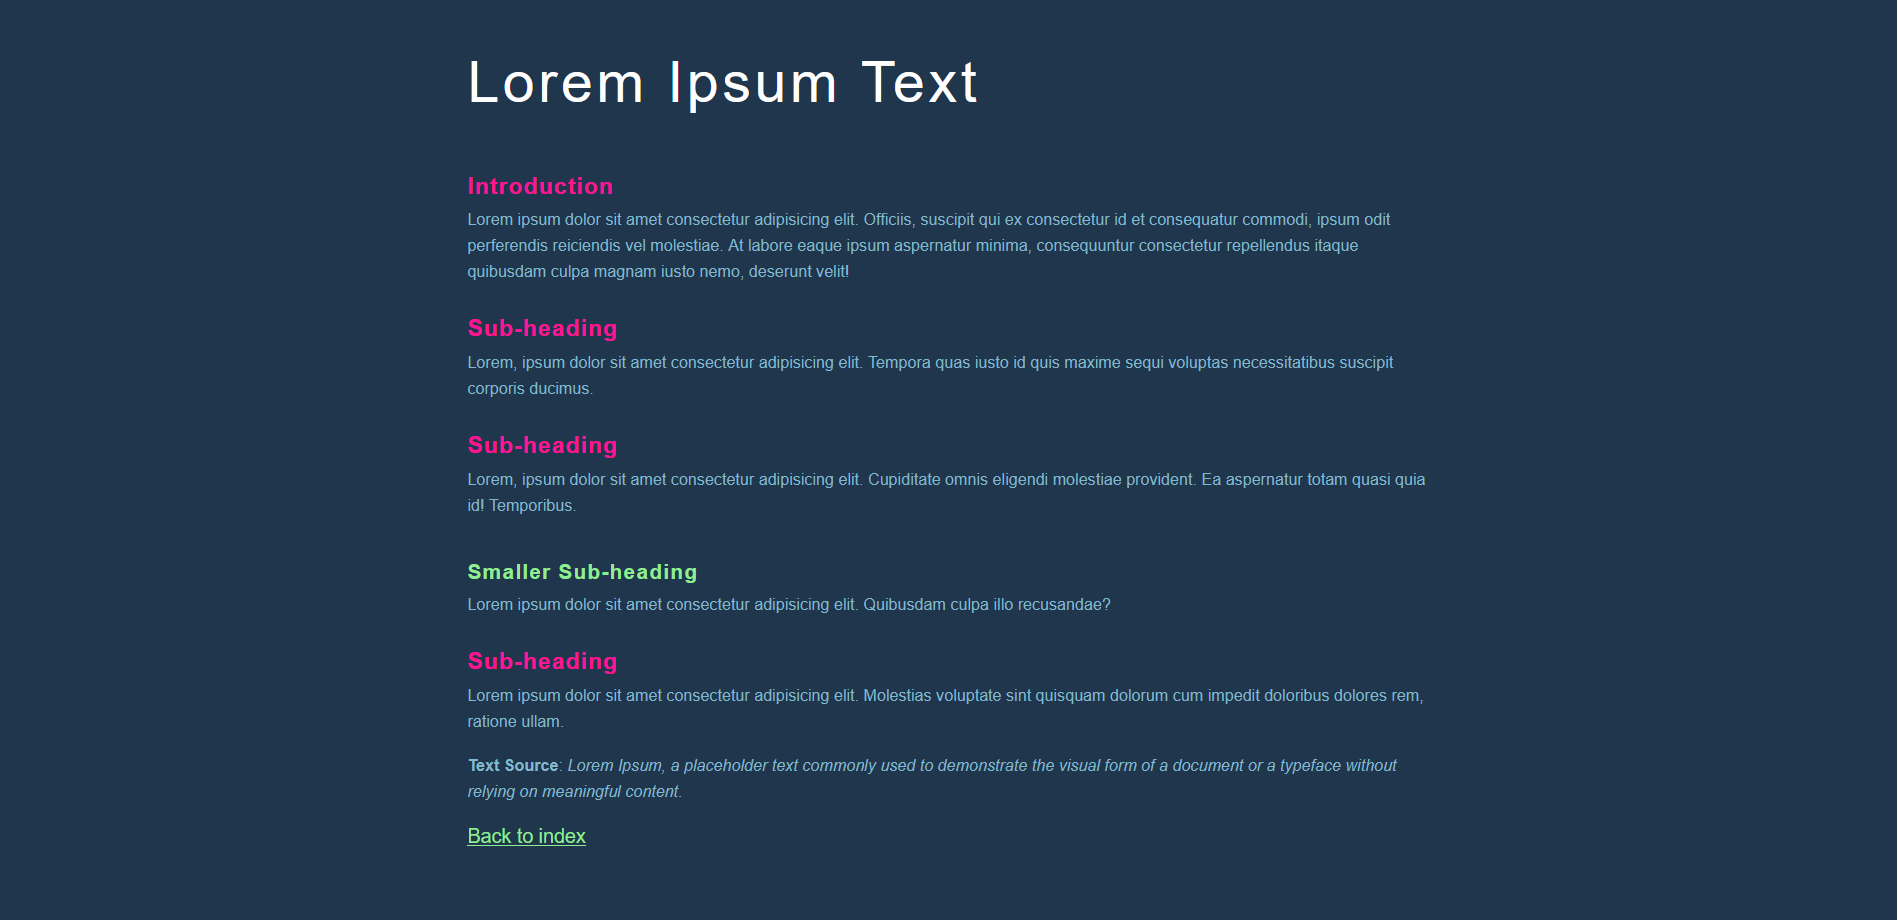 Lorem Ipsum Text
Introduction
Lorem ipsum dolor sit amet consectetur adipisicing elit. Officiis, suscipit qui ex consectetur id et consequatur commodi, ipsum odit
perferendis reiciendis vel molestiae. At labore eaque ipsum aspernatur minima, consequuntur consectetur repellendus itaque
quibusdam culpa magnam iusto nemo, deserunt velit!
Sub-heading
Lorem, ipsum dolor sit amet consectetur adipisicing elit. Tempora quas iusto id quis maxime sequi voluptas necessitatibus suscipit
corporis ducimus.
Sub-heading
Lorem, ipsum dolor sit amet consectetur adipisicing elit. Cupiditate omnis eligendi molestiae provident. Ea aspernatur totam quasi quia
id! Temporibus.
Smaller Sub-heading
Lorem ipsum dolor sit amet consectetur adipisicing elit. Quibusdam culpa illo recusandae?
Sub-heading
Lorem ipsum dolor sit amet consectetur adipisicing elit. Molestias voluptate sint quisquam dolorum cum impedit doloribus dolores rem,
ratione ullam.
Text Source: Lorem Ipsum, a placeholder text commonly used to demonstrate the visual form of a document or a typeface without
relying on meaningful content.
Back to index